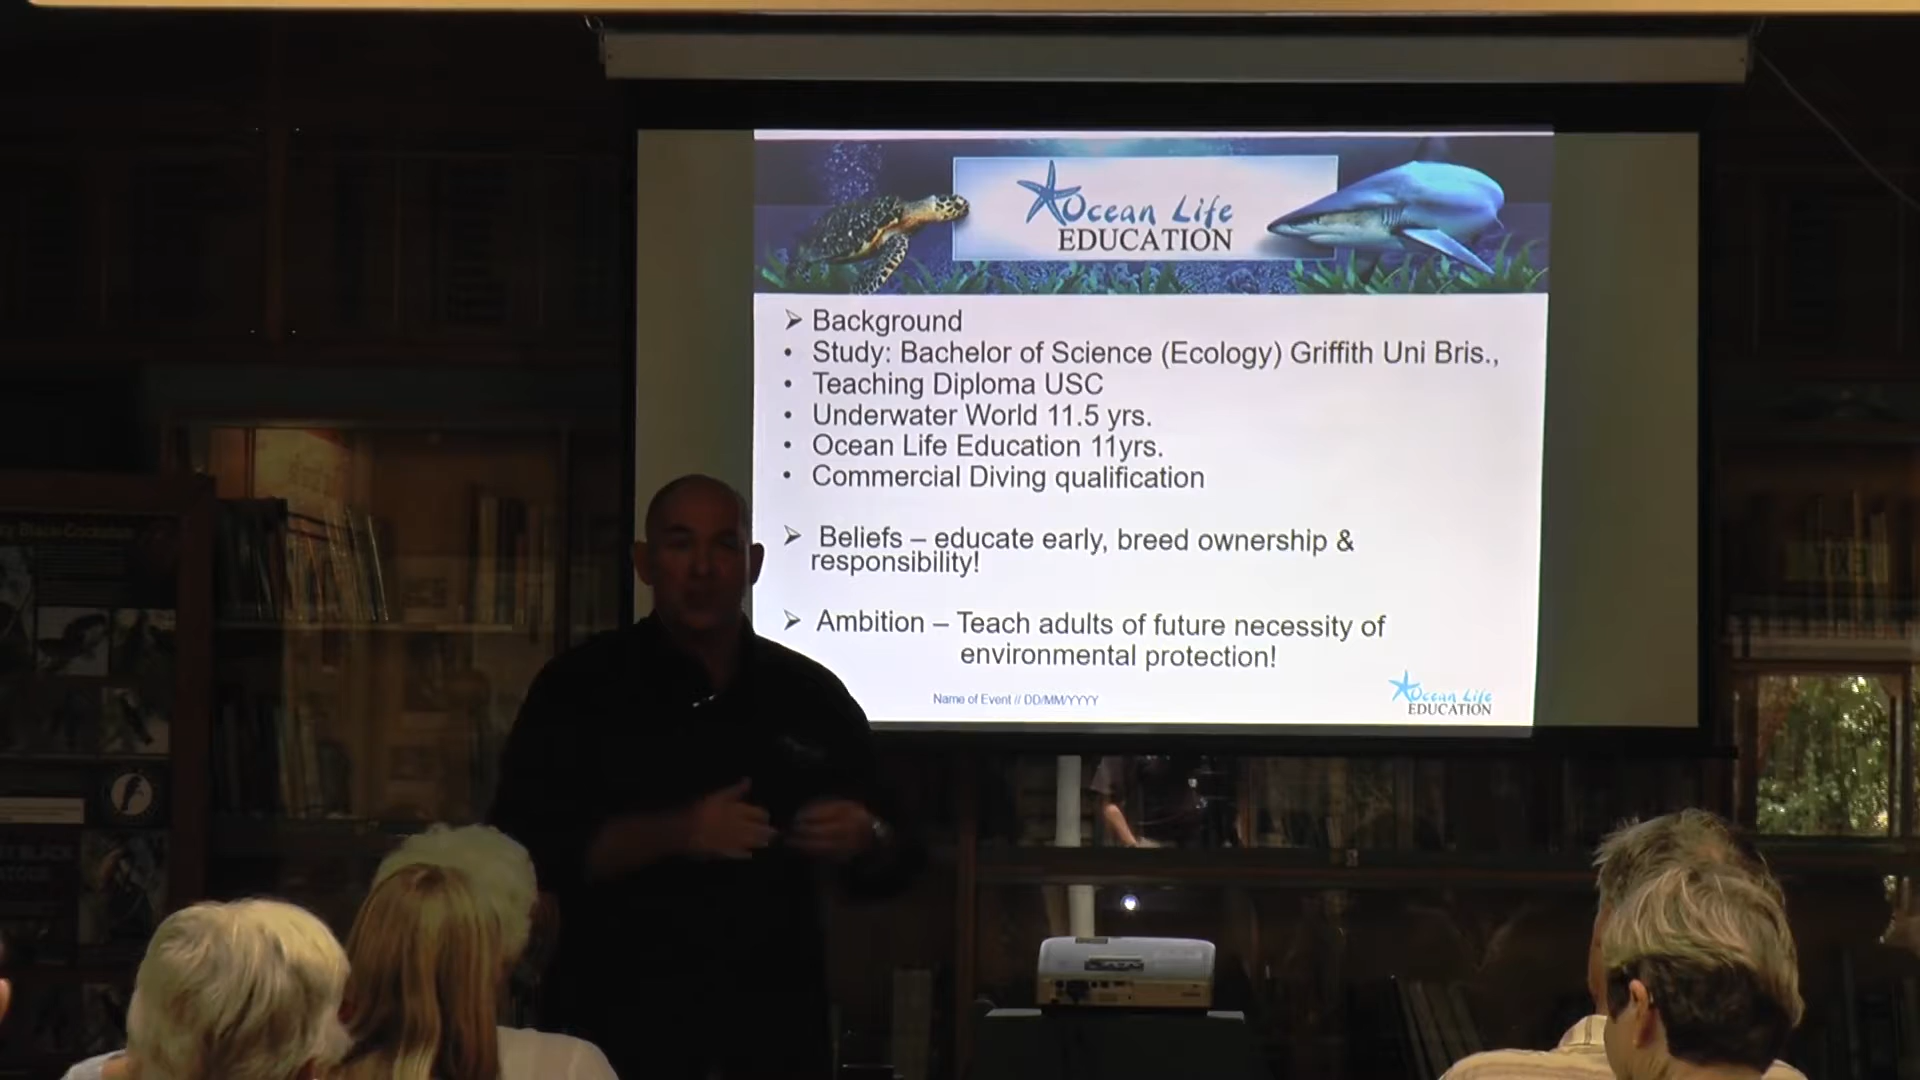 Ocean Life
EDUCATION
➢ Background
• Study: Bachelor of Science (Ecology) Griffith Uni Bris.,
• Teaching Diploma USC
• Underwater World 11.5 yrs.
• Ocean Life Education 11yrs.
• Commercial Diving qualification
➢ Beliefs – educate early, breed ownership &
responsibility!
➢ Ambition – Teach adults of future necessity of
environmental protection!
Name of Event // DD/MM/YYYY
Ocean Life
EDUCATION